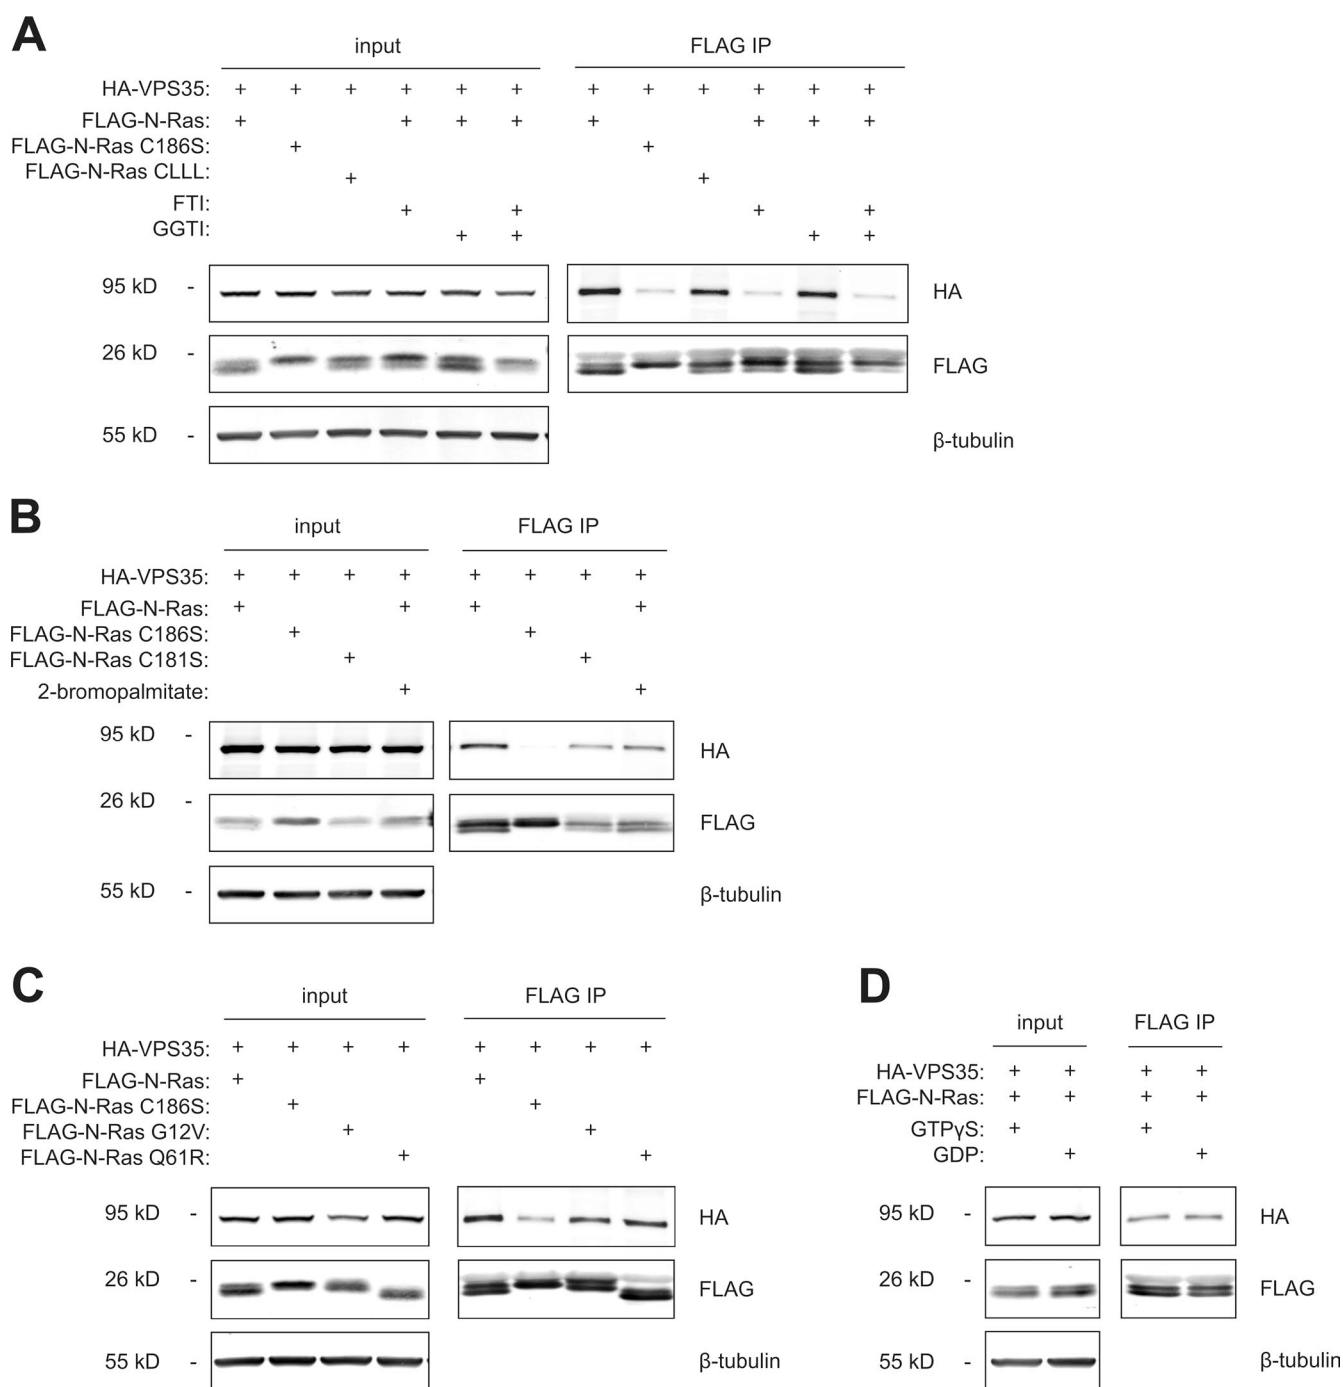 A
input FLAG IP
HA-VPS35: + + + + + + + + + + + +
FLAG-N-Ras: + + + + + + + +
FLAG-N-Ras C186S: + +
FLAG-N-Ras CLLL: + +
FTI: + + + +
GGTI: + + + +
95 kD - HA
26 kD - FLAG
55 kD - β-tubulin
B
input FLAG IP
HA-VPS35: + + + + + + + +
FLAG-N-Ras: + + + +
FLAG-N-Ras C186S: + +
FLAG-N-Ras C181S: + +
2-bromopalmitate: + +
95 kD - HA
26 kD - FLAG
55 kD - β-tubulin
C
input FLAG IP
HA-VPS35: + + + + + + + +
FLAG-N-Ras: + +
FLAG-N-Ras C186S: + +
FLAG-N-Ras G12V: + +
FLAG-N-Ras Q61R: + +
95 kD - HA
26 kD - FLAG
55 kD - β-tubulin
D
input FLAG IP
HA-VPS35: + + + +
FLAG-N-Ras: + + + +
GTPγS: + +
GDP: + +
95 kD - HA
26 kD - FLAG
55 kD - β-tubulin